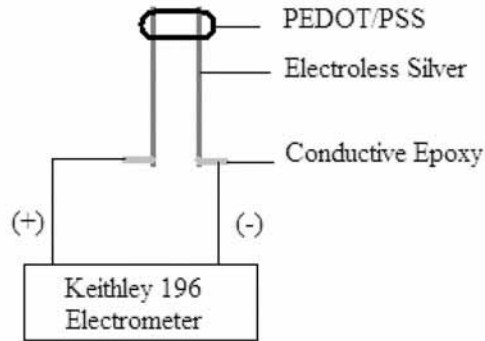 PEDOT/PSS
Electroless Silver
Conductive Epoxy
(+)
(-)
Keithley 196
Electrometer